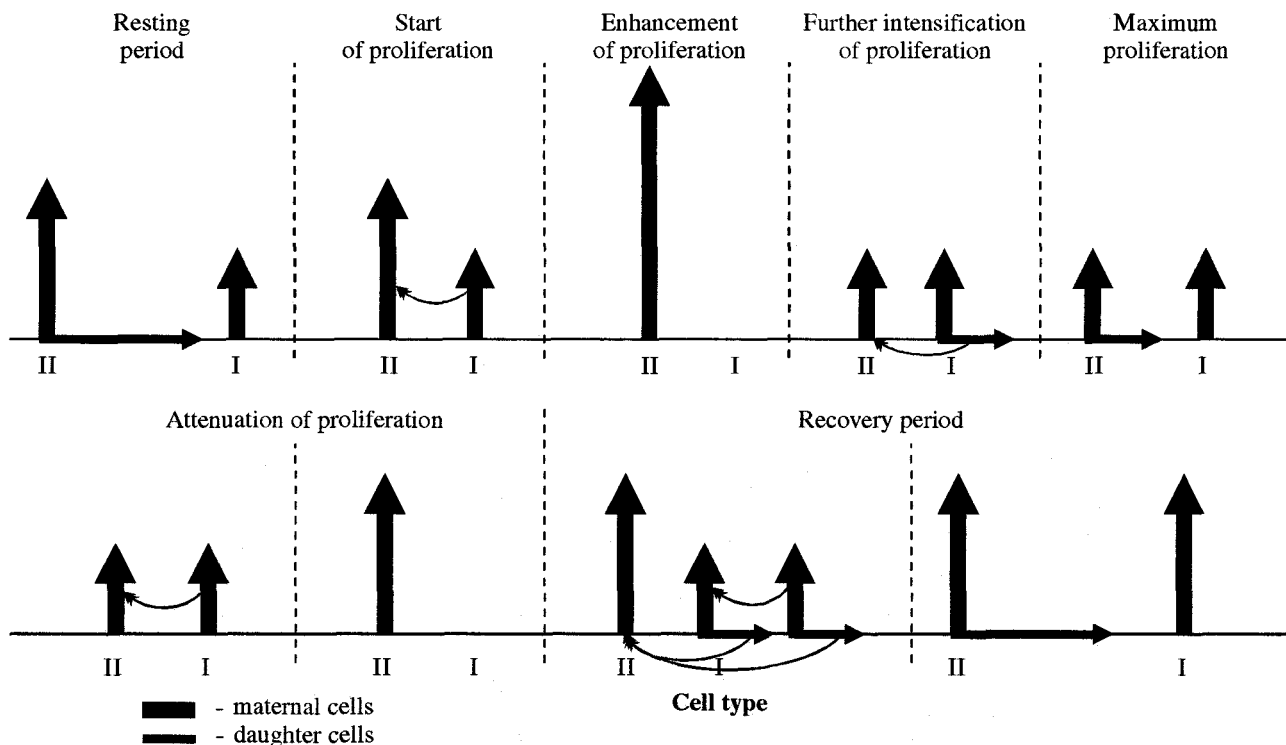 Resting
period
Start
of proliferation
Enhancement
of proliferation
Further intensification
of proliferation
Maximum
proliferation
II I II I II I II I II I
Attenuation of proliferation Recovery period
II I II I II I II I
Cell type
- maternal cells
- daughter cells